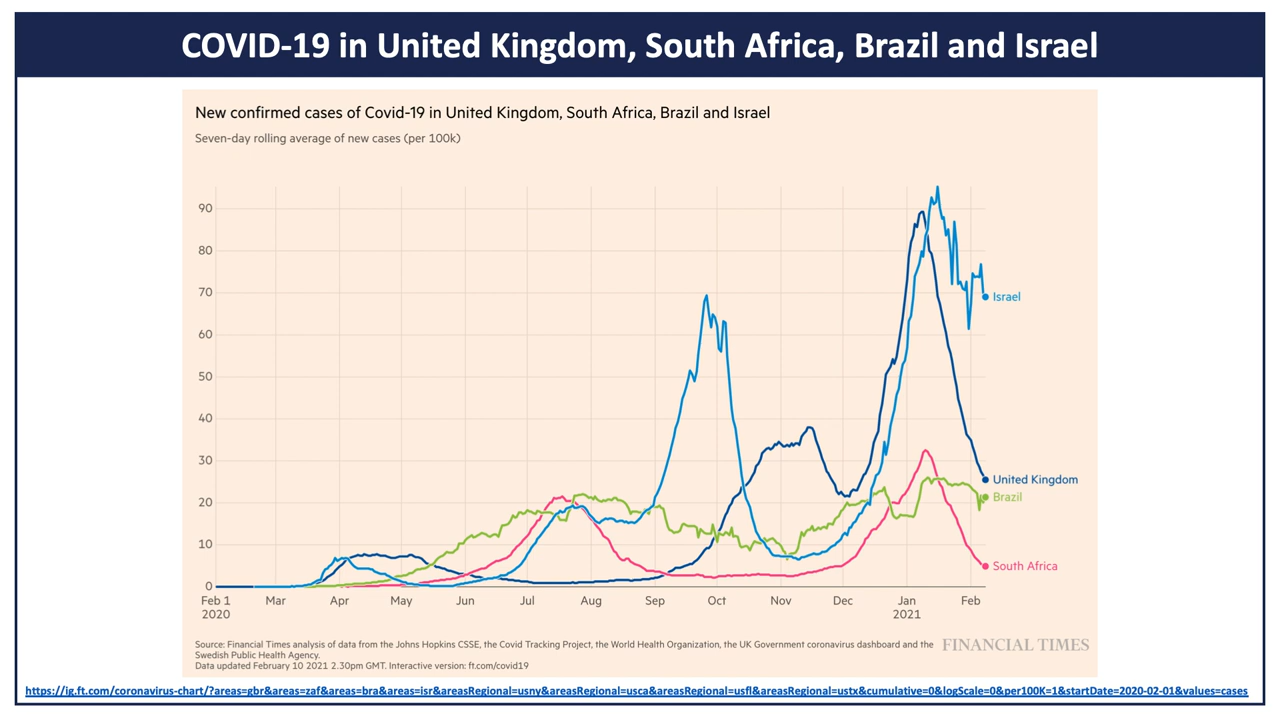 COVID-19 in United Kingdom, South Africa, Brazil and Israel
New confirmed cases of Covid-19 in United Kingdom, South Africa, Brazil and Israel
Seven-day rolling average of new cases (per 100k)
90
80
70
60
50
40
30
20
10
0
Israel
United Kingdom
Brazil
South Africa
Feb 1 Mar Apr May Jun Jul Aug Sep Oct Nov Dec Jan Feb
2020 2021
Source: Financial Times analysis of data from the Johns Hopkins CSSE, the Covid Tracking Project, the World Health Organization, the UK Government coronavirus dashboard and the
Swedish Public Health Agency.
Data updated February 10 2021 2.30pm GMT. Interactive version: ft.com/covid19
FINANCIAL TIMES
https://ig.ft.com/coronavirus-chart/?areas=gbr&areas=zaf&areas=bra&areas=isr&areasRegional=usny&areasRegional=usca&areasRegional=usfl&areasRegional=ustx&cumulative=0&logScale=0&per100K=1&startDate=2020-02-01&values=cases